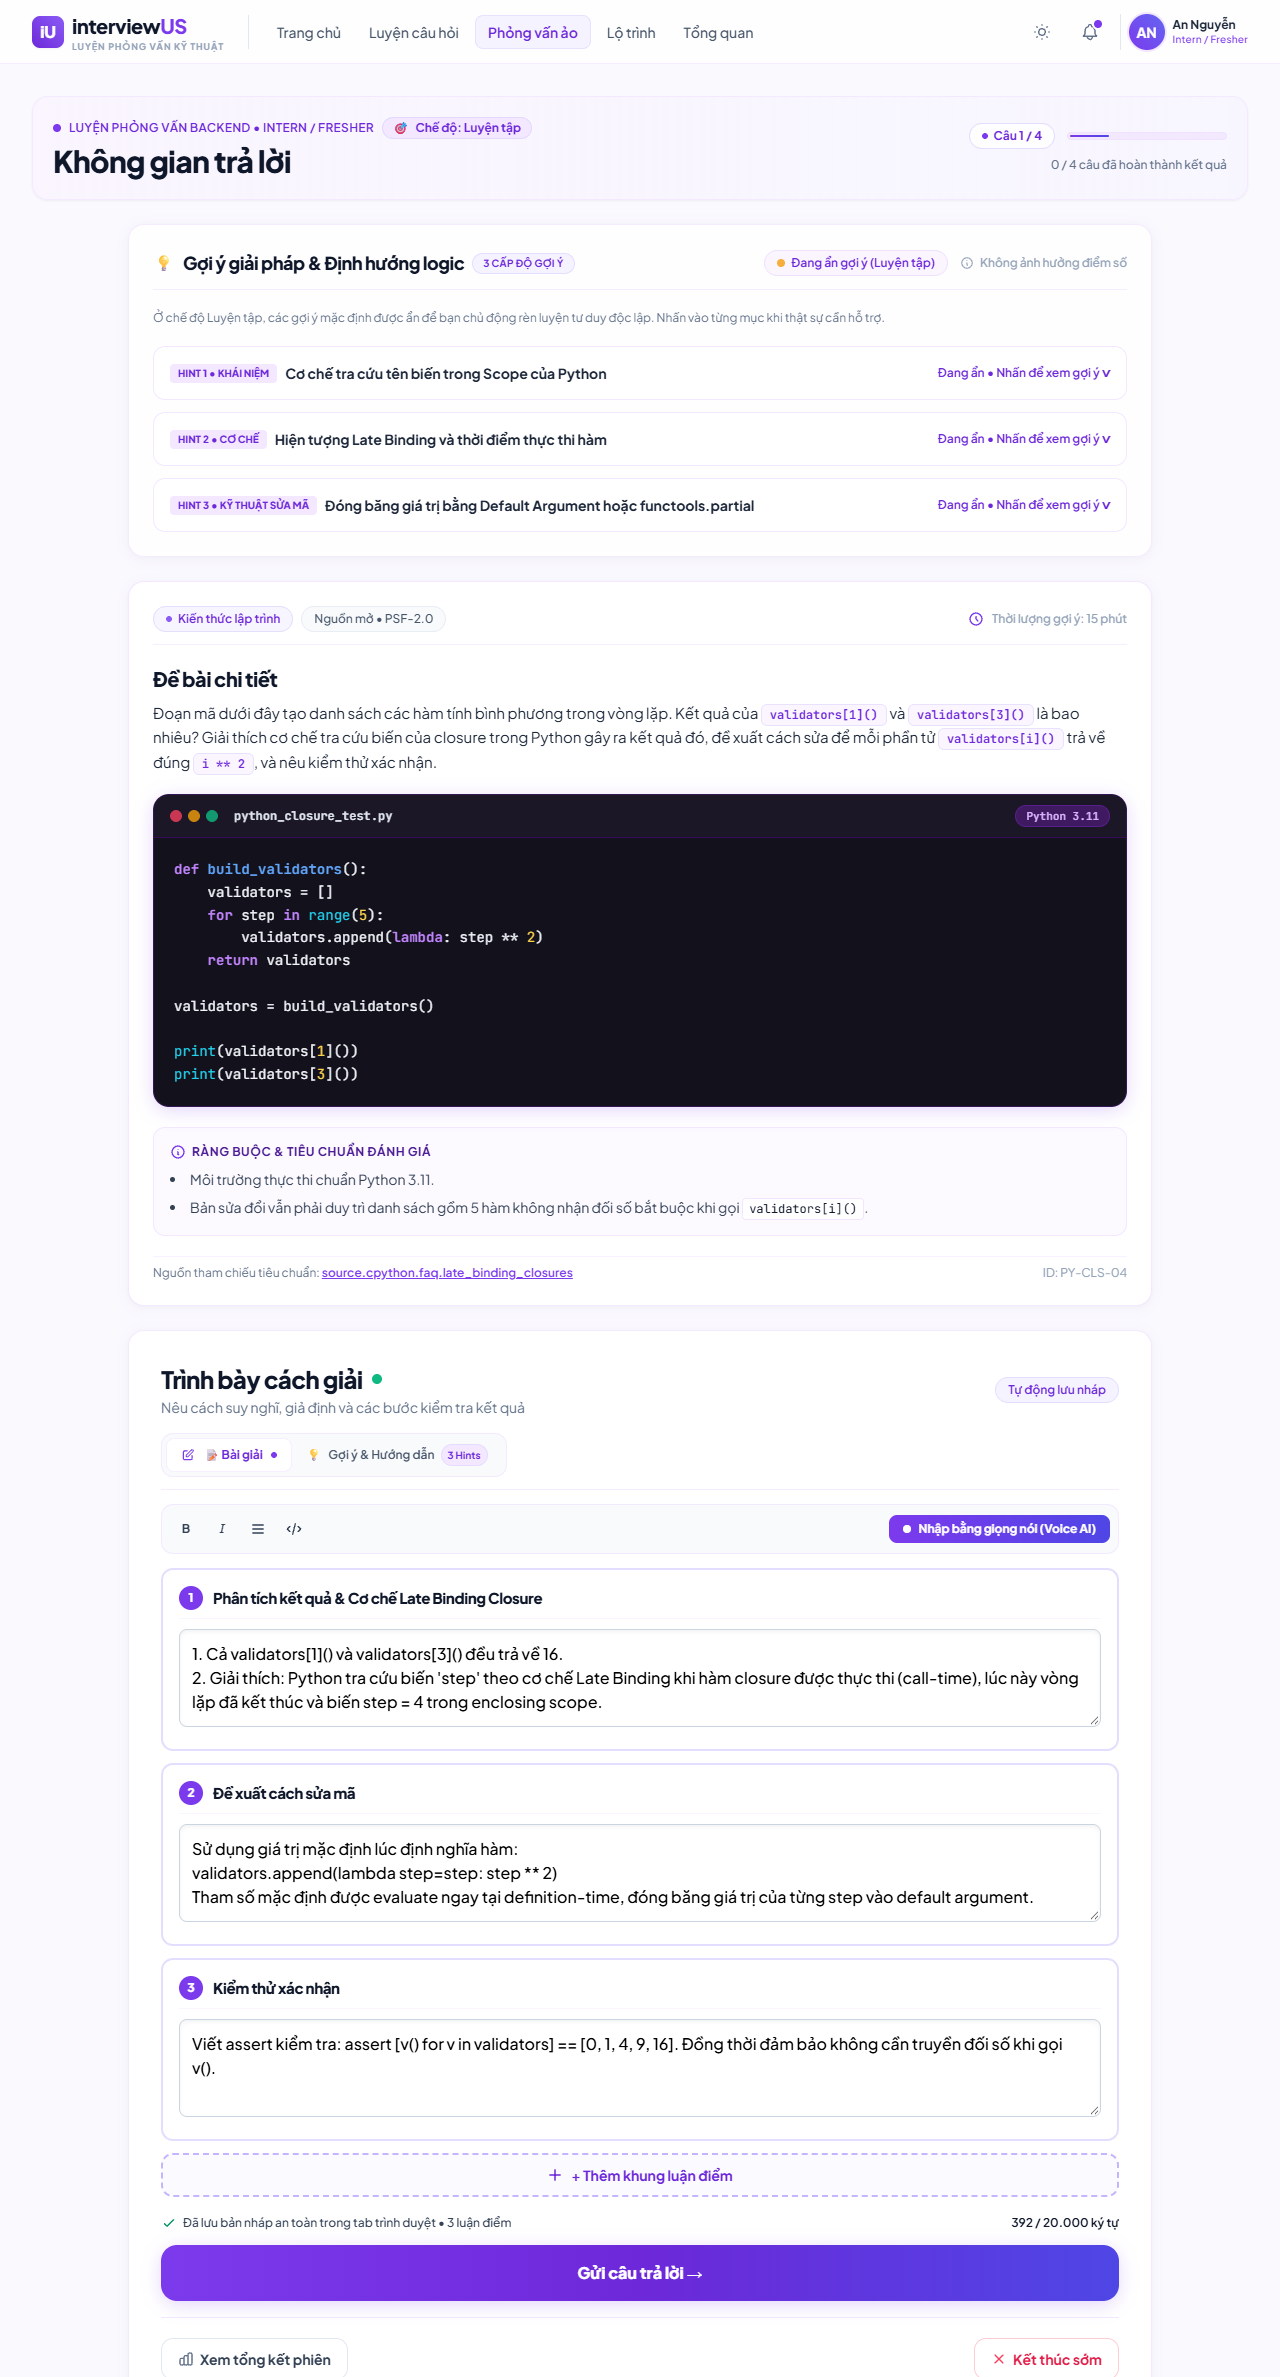 iU
interviewUS
LUYỆN PHỎNG VẤN KỸ THUẬT
Trang chủ
Luyện câu hỏi
Phỏng vấn ảo
Lộ trình
Tổng quan
AN
An Nguyễn
Intern / Fresher
LUYỆN PHỎNG VẤN BACKEND • INTERN / FRESHER
🎯 Chế độ: Luyện tập
Không gian trả lời
Câu 1 / 4
0 / 4 câu đã hoàn thành kết quả
💡 Gợi ý giải pháp & Định hướng logic
3 CẤP ĐỘ GỢI Ý
Đang ẩn gợi ý (Luyện tập)
Không ảnh hưởng điểm số
Ở chế độ Luyện tập, các gợi ý mặc định được ẩn để bạn chủ động rèn luyện tư duy độc lập. Nhấn vào từng mục khi thật sự cần hỗ trợ.
HINT 1 • KHÁI NIỆM Cơ chế tra cứu tên biến trong Scope của Python Đang ẩn • Nhấn để xem gợi ý v
HINT 2 • CƠ CHẾ Hiện tượng Late Binding và thời điểm thực thi hàm Đang ẩn • Nhấn để xem gợi ý v
HINT 3 • KỸ THUẬT SỬA MÃ Đóng băng giá trị bằng Default Argument hoặc functools.partial Đang ẩn • Nhấn để xem gợi ý v
Kiến thức lập trình
Nguồn mở • PSF-2.0
Thời lượng gợi ý: 15 phút
Đề bài chi tiết
Đoạn mã dưới đây tạo danh sách các hàm tính bình phương trong vòng lặp. Kết quả của validators[1]() và validators[3]() là bao
nhiêu? Giải thích cơ chế tra cứu biến của closure trong Python gây ra kết quả đó, đề xuất cách sửa để mỗi phần tử validators[i]() trả về
đúng i ** 2, và nêu kiểm thử xác nhận.
python_closure_test.py
Python 3.11
def build_validators():
    validators = []
    for step in range(5):
        validators.append(lambda: step ** 2)
    return validators
validators = build_validators()
print(validators[1]())
print(validators[3]())
RÀNG BUỘC & TIÊU CHUẨN ĐÁNH GIÁ
• Môi trường thực thi chuẩn Python 3.11.
• Bản sửa đổi vẫn phải duy trì danh sách gồm 5 hàm không nhận đối số bắt buộc khi gọi validators[i]().
Nguồn tham chiếu tiêu chuẩn: source.cpython.faq.late_binding_closures
ID: PY-CLS-04
Trình bày cách giải
Nêu cách suy nghĩ, giả định và các bước kiểm tra kết quả
Tự động lưu nháp
📝 Bài giải •
💡 Gợi ý & Hướng dẫn 3 Hints
B I </>
Nhập bằng giọng nói (Voice AI)
1 Phân tích kết quả & Cơ chế Late Binding Closure
1. Cả validators[1]() và validators[3]() đều trả về 16.
2. Giải thích: Python tra cứu biến 'step' theo cơ chế Late Binding khi hàm closure được thực thi (call-time), lúc này vòng
lặp đã kết thúc và biến step = 4 trong enclosing scope.
2 Đề xuất cách sửa mã
Sử dụng giá trị mặc định lúc định nghĩa hàm:
validators.append(lambda step=step: step ** 2)
Tham số mặc định được evaluate ngay tại definition-time, đóng băng giá trị của từng step vào default argument.
3 Kiểm thử xác nhận
Viết assert kiểm tra: assert [v() for v in validators] == [0, 1, 4, 9, 16]. Đồng thời đảm bảo không cần truyền đối số khi gọi
v().
+ Thêm khung luận điểm
Đã lưu bản nháp an toàn trong tab trình duyệt • 3 luận điểm
392 / 20.000 ký tự
Gửi câu trả lời →
Xem tổng kết phiên
Kết thúc sớm